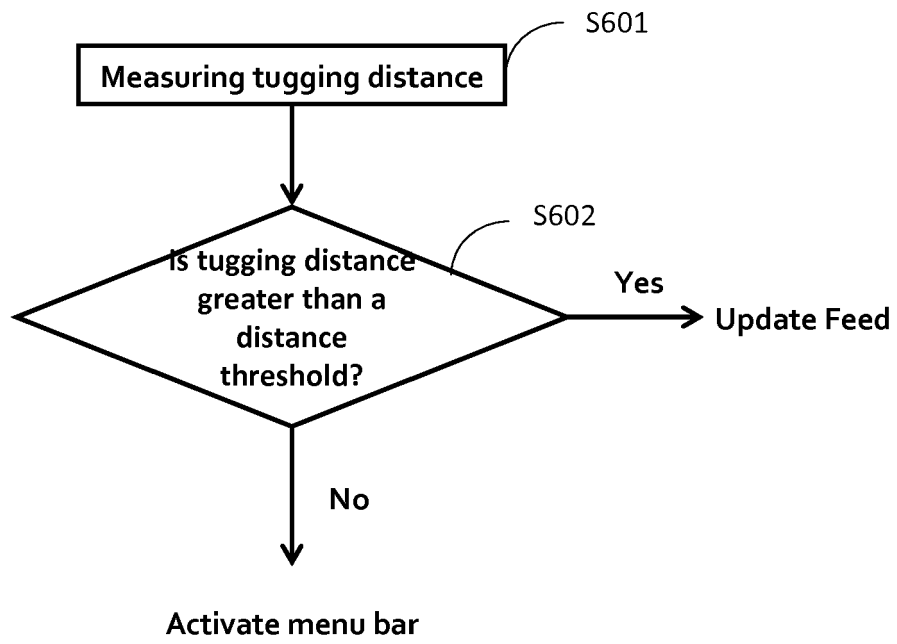 S601
Measuring tugging distance
S602
Is tugging distance
greater than a
distance
threshold?
Yes
Update Feed
No
Activate menu bar